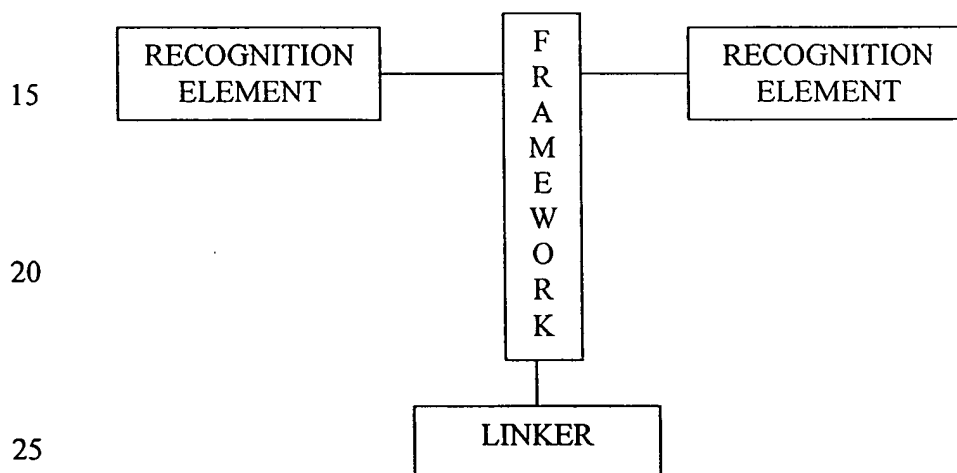 RECOGNITION
ELEMENT
F
R
A
M
E
W
O
R
K
RECOGNITION
ELEMENT
15
20
LINKER
25